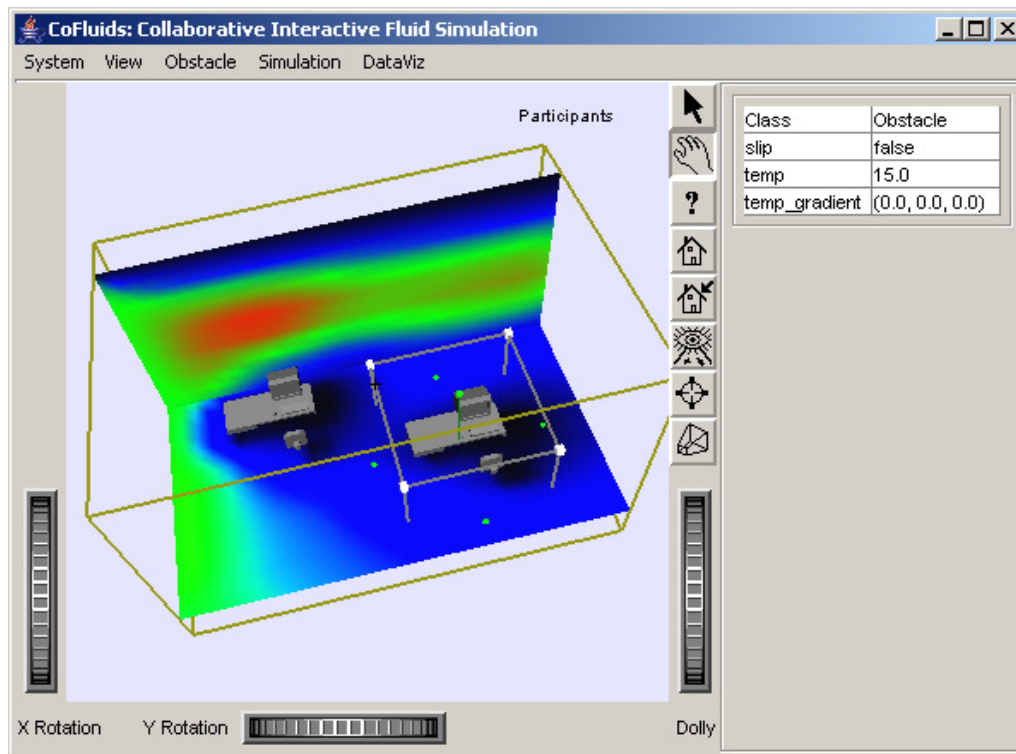 CoFluids: Collaborative Interactive Fluid Simulation
System View Obstacle Simulation DataViz
Participants
Class Obstacle
slip false
temp 15.0
temp_gradient (0.0, 0.0, 0.0)
?
X Rotation Y Rotation Dolly